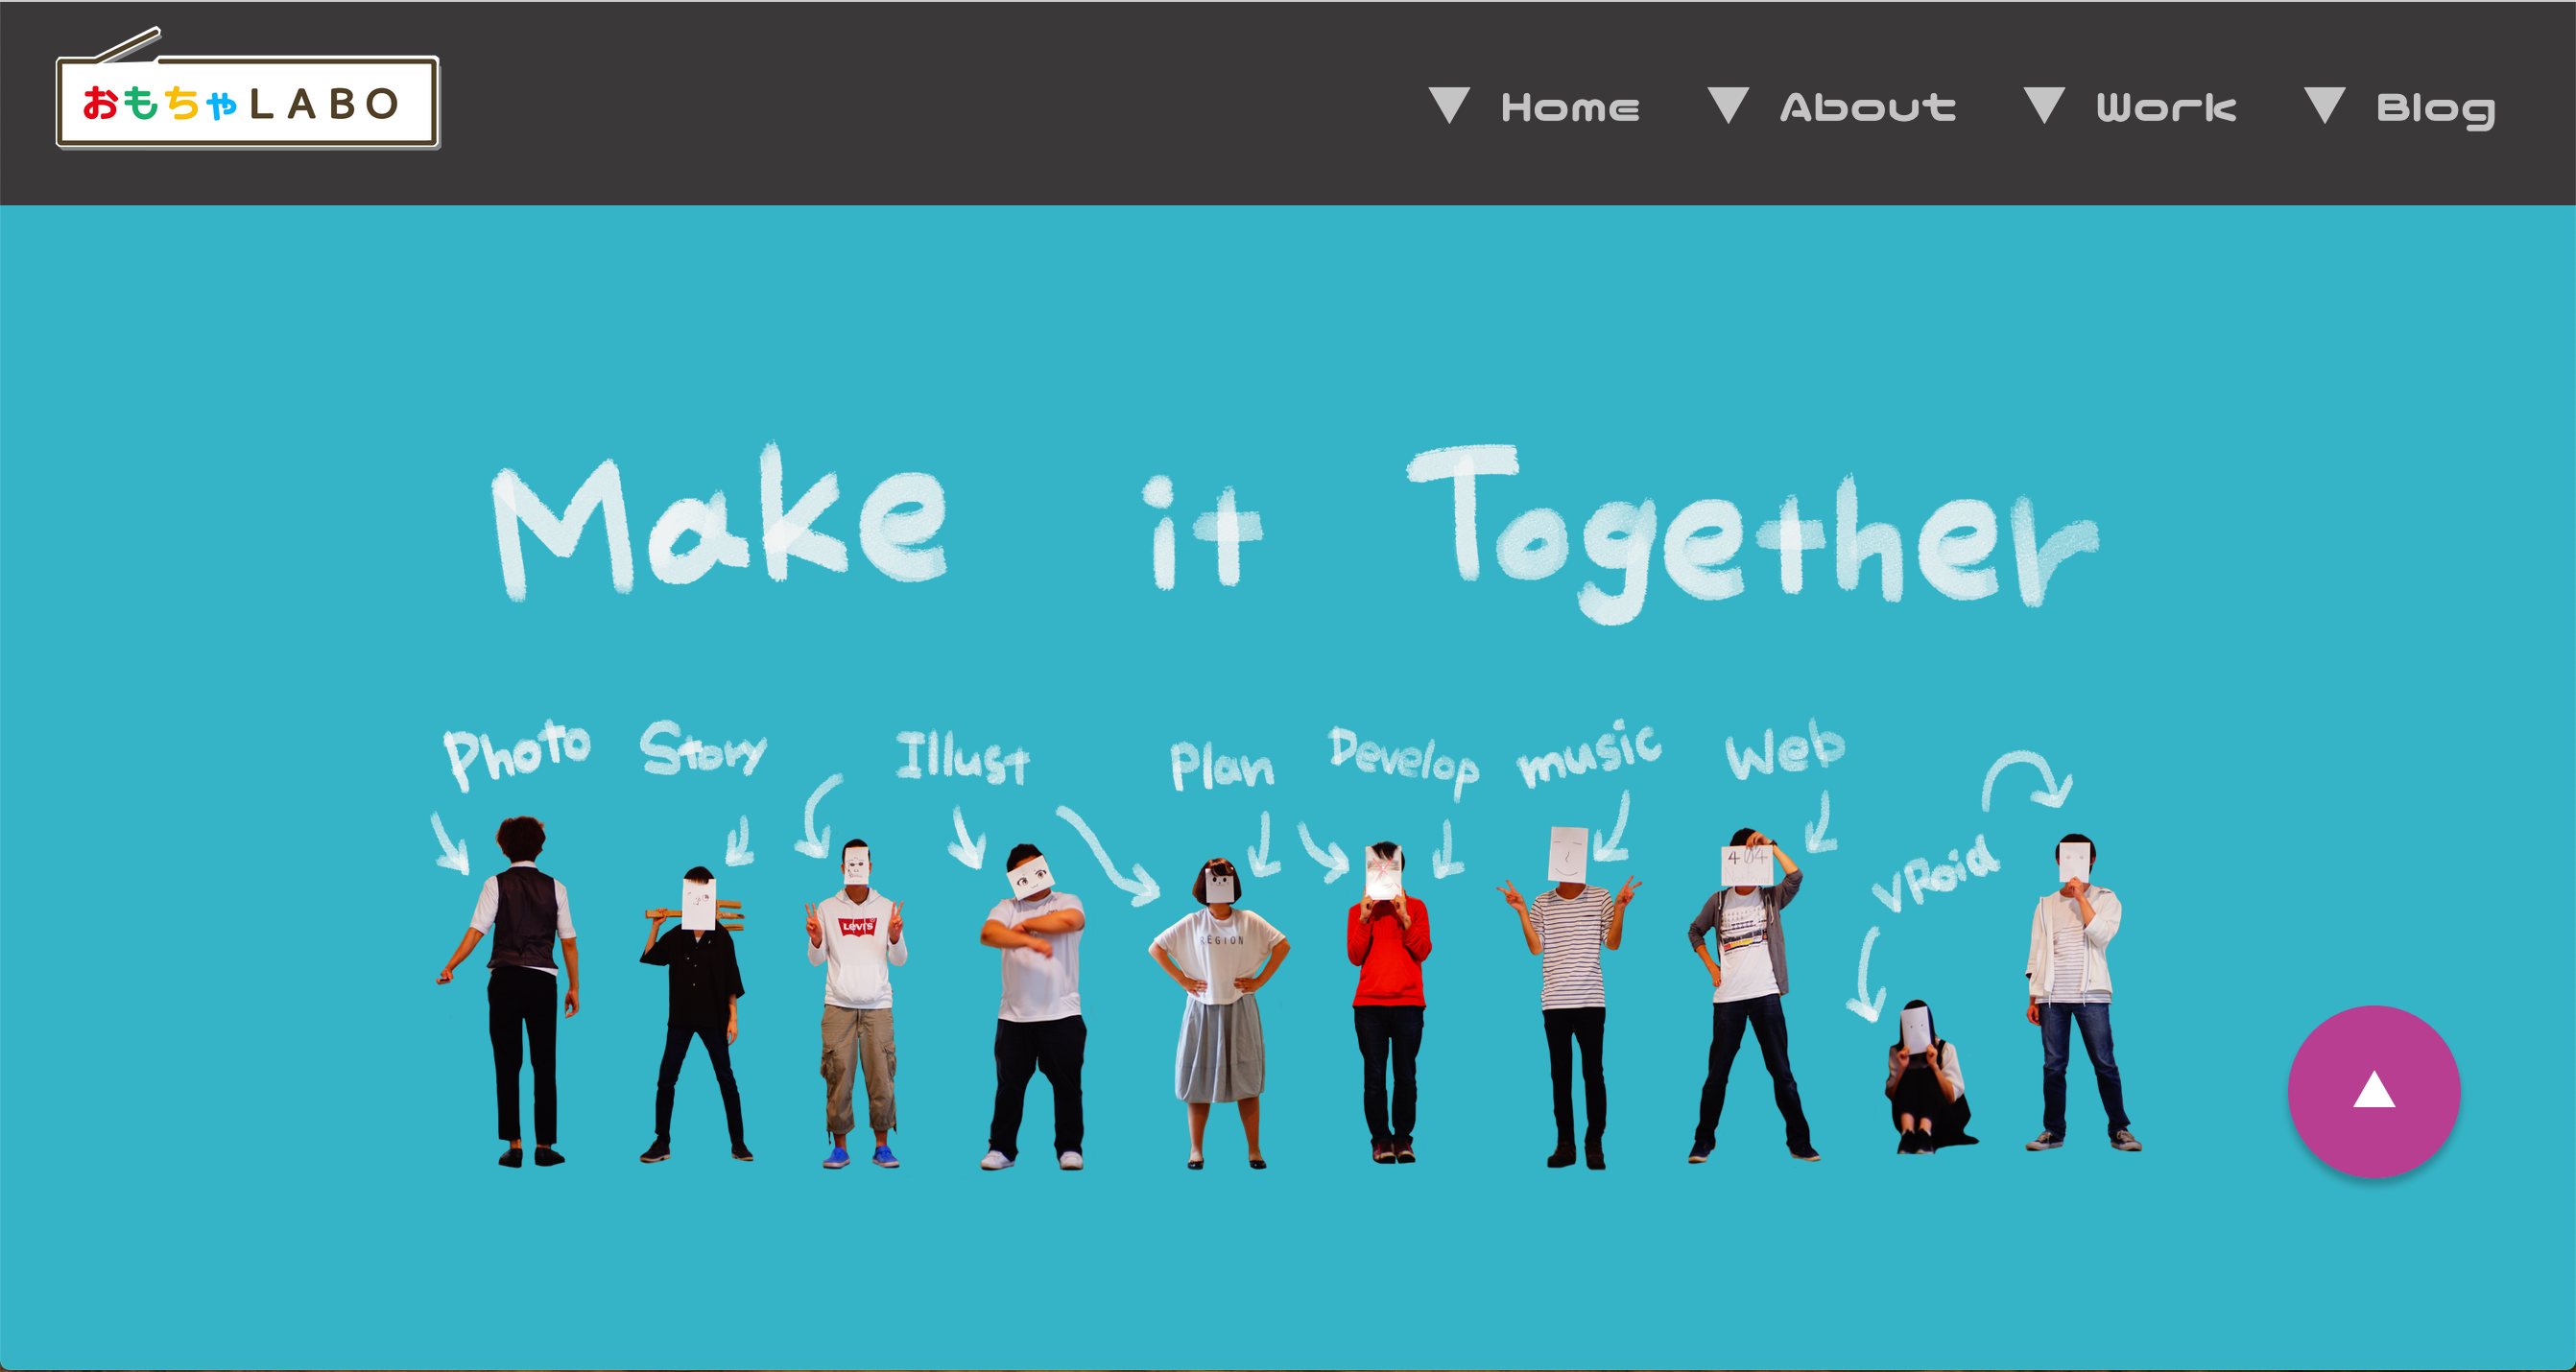 おもちゃLABO
▼ Home ▼ About ▼ Work ▼ Blog
Make it Together
Photo Story Illust Plan Develop music Web
VRoid
Levi's
RÉGION
404